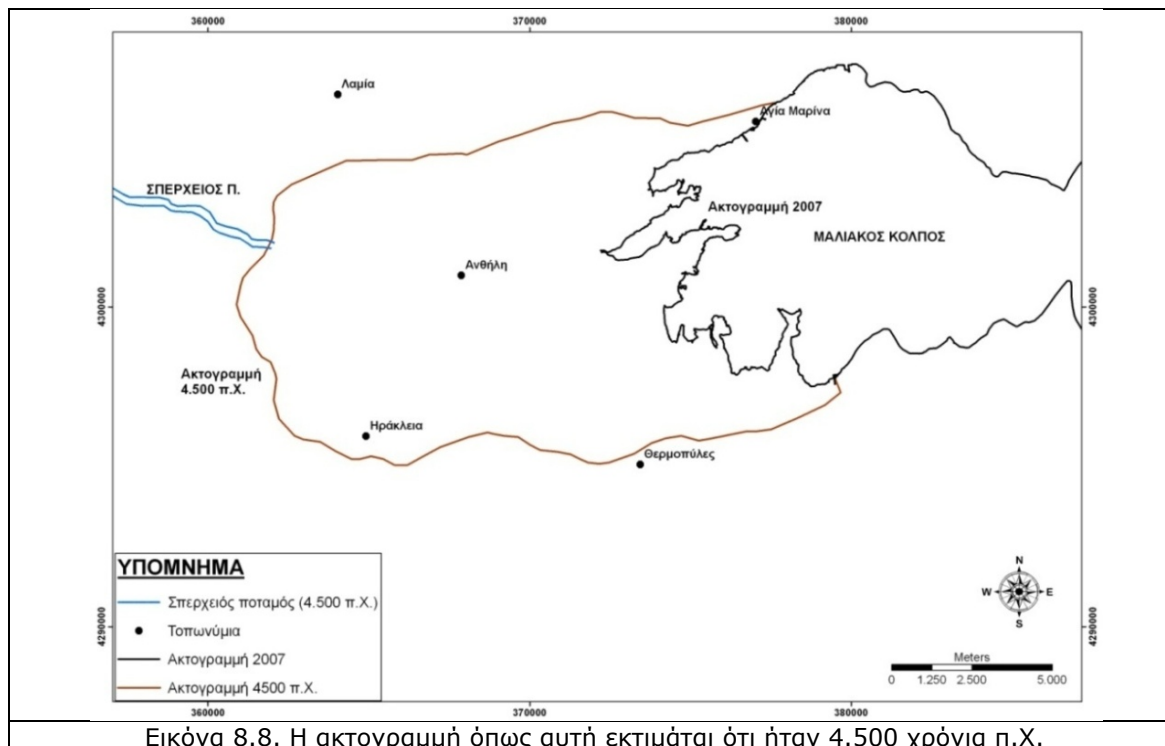 360000 370000 380000
Λαμία
Αγία Μαρίνα
ΣΠΕΡΧΕΙΟΣ Π.
Ακτογραμμή 2007
ΜΑΛΙΑΚΟΣ ΚΟΛΠΟΣ
Ανθήλη
4300000 4300000
Ακτογραμμή
4.500 π.Χ.
Ηράκλεια
Θερμοπύλες
ΥΠΟΜΝΗΜΑ
Σπερχειός ποταμός (4.500 π.Χ.)
Τοπωνύμια
Ακτογραμμή 2007
Ακτογραμμή 4500 π.Χ.
4290000 4290000
N
W E
S
Meters
0 1.250 2.500 5.000
360000 370000 380000
Εικόνα 8.8. Η ακτογραμμή όπως αυτή εκτιμάται ότι ήταν 4.500 χρόνια π.Χ.